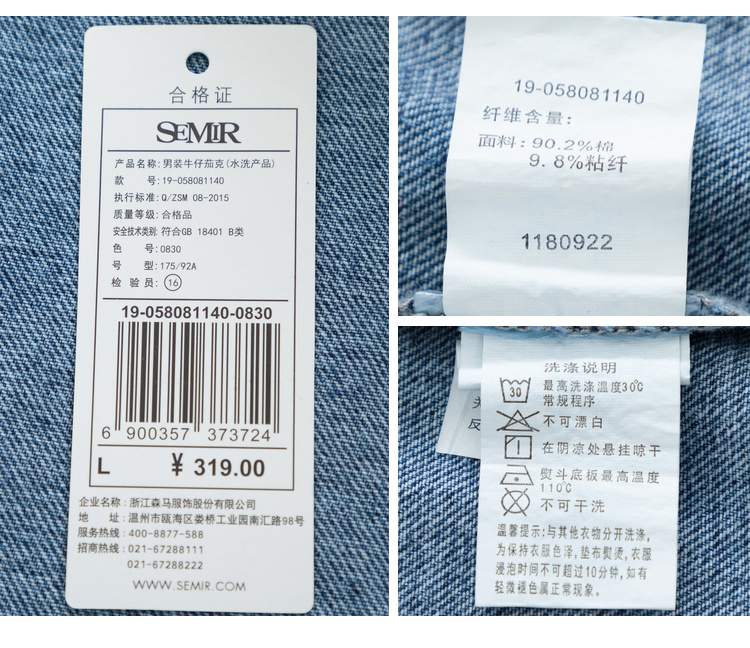 合格证
SEMIR
产品名称:男装牛仔茄克(水洗产品)
款 号:19-058081140
执行标准:Q/ZSM 08-2015
质量等级:合格品
安全技术类别:符合GB 18401 B类
色 号:0830
号 型:175/92A
检 验 员:16
19-058081140-0830
6 900357 373724
L ¥ 319.00
企业名称:浙江森马服饰股份有限公司
地 址:温州市瓯海区娄桥工业园南汇路98号
服务热线:400-8877-588
招商热线:021-67288111
021-67288222
WWW.SEMIR.COM
19-058081140
纤维含量:
面料:90.2%棉
9.8%粘纤
1180922
洗涤说明
30 最高洗涤温度30℃
常规程序
不可漂白
在阴凉处悬挂晾干
熨斗底板最高温度
110℃
不可干洗
温馨提示:与其他衣物分开洗涤,
为保持衣服色泽,垫布熨烫,衣服
浸泡时间不可超过10分钟,如有
轻微褪色属正常现象。